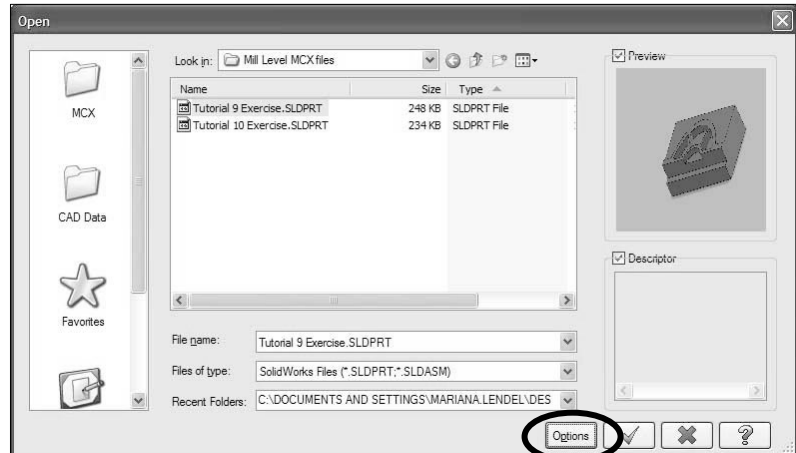 Open
Look in: Mill Level MCX files
Preview
Name Size Type
Tutorial 9 Exercise.SLDPRT 248 KB SLDPRT File
Tutorial 10 Exercise.SLDPRT 234 KB SLDPRT File
MCX
CAD Data
Favorites
Descriptor
File name: Tutorial 9 Exercise.SLDPRT
Files of type: SolidWorks Files (*.SLDPRT;*.SLDASM)
Recent Folders: C:\DOCUMENTS AND SETTINGS\MARIANA.LENDEL\DES
Options